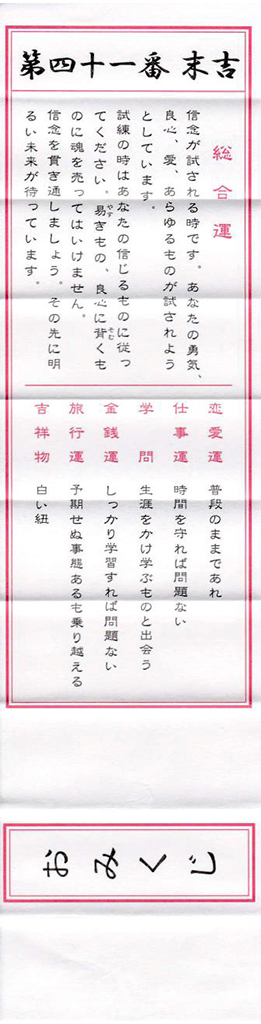 第四十一番 末吉
総合運
信念が試される時です。あなたの勇気、
良心、愛、あらゆるものが試されよう
としています。
試練の時はあなたの信じるものに従っ
てください。易きもの、良心に背くも
のに魂を売ってはいけません。
信念を貫き通しましょう。その先に明
るい未来が待っています。
恋愛運 普段のままであれ
仕事運 時間を守れば問題ない
学問 生涯をかけ学ぶものと出会う
金銭運 しっかり学習すれば問題ない
旅行運 予期せぬ事態あるも乗り越える
吉祥物 白い紐
おみくじ